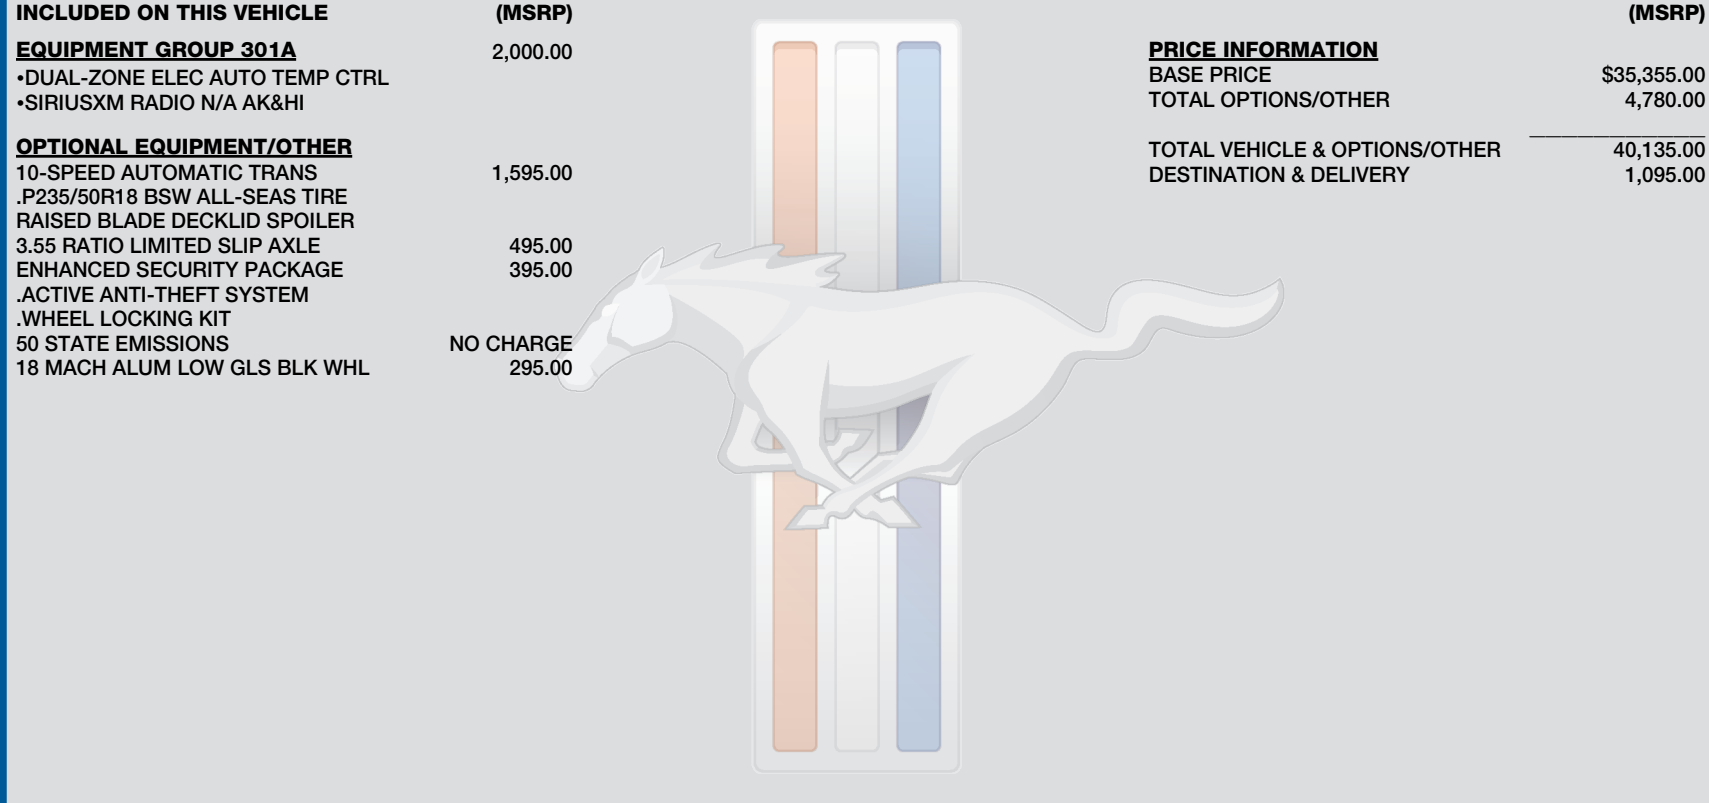 INCLUDED ON THIS VEHICLE (MSRP)
EQUIPMENT GROUP 301A 2,000.00
•DUAL-ZONE ELEC AUTO TEMP CTRL
•SIRIUSXM RADIO N/A AK&HI
OPTIONAL EQUIPMENT/OTHER
10-SPEED AUTOMATIC TRANS 1,595.00
.P235/50R18 BSW ALL-SEAS TIRE
RAISED BLADE DECKLID SPOILER
3.55 RATIO LIMITED SLIP AXLE 495.00
ENHANCED SECURITY PACKAGE 395.00
.ACTIVE ANTI-THEFT SYSTEM
.WHEEL LOCKING KIT
50 STATE EMISSIONS NO CHARGE
18 MACH ALUM LOW GLS BLK WHL 295.00
(MSRP)
PRICE INFORMATION
BASE PRICE $35,355.00
TOTAL OPTIONS/OTHER 4,780.00
TOTAL VEHICLE & OPTIONS/OTHER 40,135.00
DESTINATION & DELIVERY 1,095.00